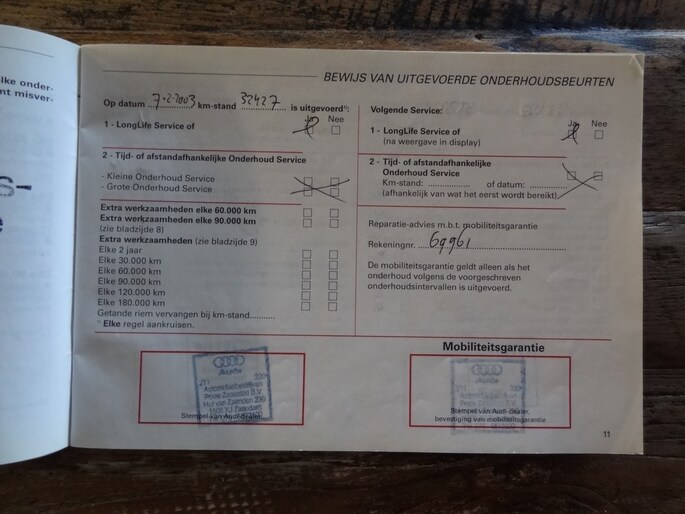 lke onder-
nt misver-
s-
e
BEWIJS VAN UITGEVOERDE ONDERHOUDSBEURTEN
Op datum 7-2-2003 km-stand 32427 is uitgevoerd¹⁾:
Ja Nee
1 - LongLife Service of
2 - Tijd- of afstandafhankelijke Onderhoud Service
- Kleine Onderhoud Service
- Grote Onderhoud Service
Extra werkzaamheden elke 60.000 km
Extra werkzaamheden elke 90.000 km
(zie bladzijde 8)
Extra werkzaamheden (zie bladzijde 9)
Elke 2 jaar
Elke 30.000 km
Elke 60.000 km
Elke 90.000 km
Elke 120.000 km
Elke 180.000 km
Getande riem vervangen bij km-stand..........
¹⁾ Elke regel aankruisen.
Stempel van Audi-dealer
Volgende Service:
Ja Nee
1 - LongLife Service of
(na weergave in display)
2 - Tijd- of afstandafhankelijke
Onderhoud Service
Km-stand: ................ of datum: ..............
(afhankelijk van wat het eerst wordt bereikt)
Reparatie-advies m.b.t. mobiliteitsgarantie
Rekeningnr. 69961
De mobiliteitsgarantie geldt alleen als het
onderhoud volgens de voorgeschreven
onderhoudsintervallen is uitgevoerd.
Mobiliteitsgarantie
Stempel van Audi-dealer,
bevestiging van mobiliteitsgarantie
11